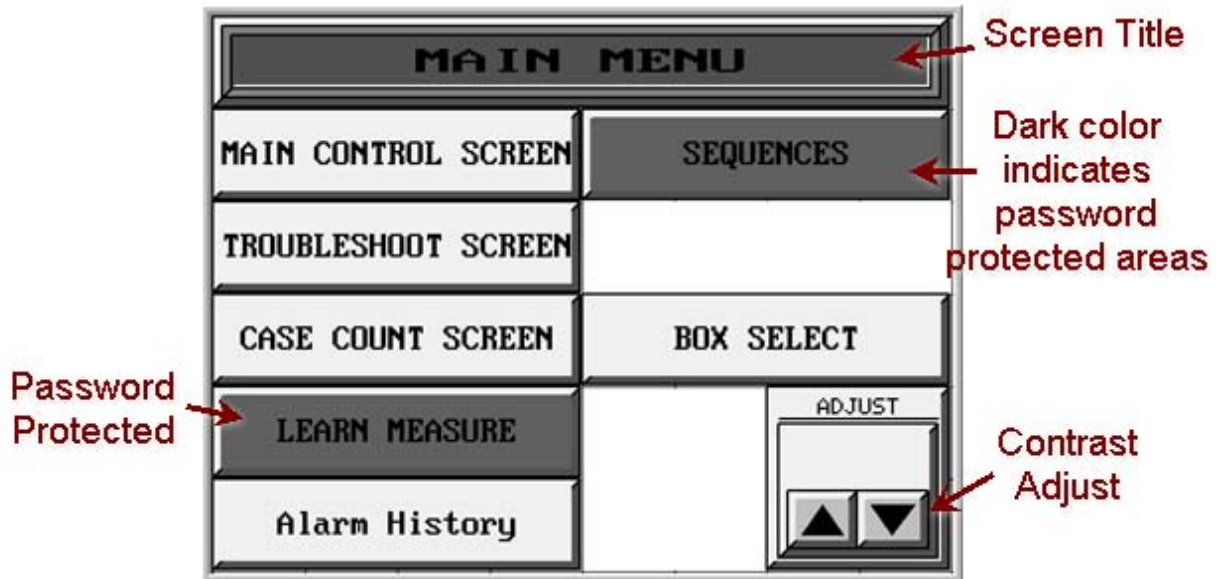 MAIN MENU
Screen Title
MAIN CONTROL SCREEN
SEQUENCES
Dark color
indicates
password
protected areas
TROUBLESHOOT SCREEN
CASE COUNT SCREEN
BOX SELECT
Password
Protected
LEARN MEASURE
ADJUST
Contrast
Adjust
Alarm History